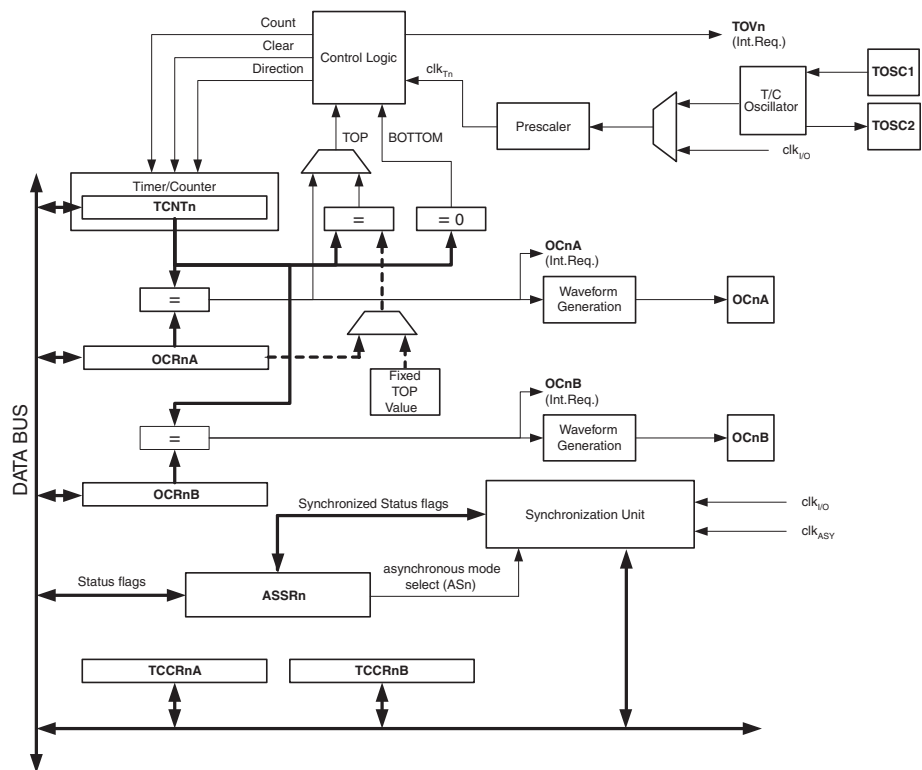 Count
Clear
Direction
Control Logic
TOVn
(Int.Req.)
clkTn
TOSC1
T/C
Oscillator
TOSC2
Prescaler
clkI/O
TOP
BOTTOM
Timer/Counter
TCNTn
=
= 0
=
OCnA
(Int.Req.)
Waveform
Generation
OCnA
OCRnA
Fixed
TOP
Value
OCnB
(Int.Req.)
=
Waveform
Generation
OCnB
DATA BUS
OCRnB
Synchronized Status flags
Synchronization Unit
clkI/O
clkASY
Status flags
ASSRn
asynchronous mode
select (ASn)
TCCRnA
TCCRnB